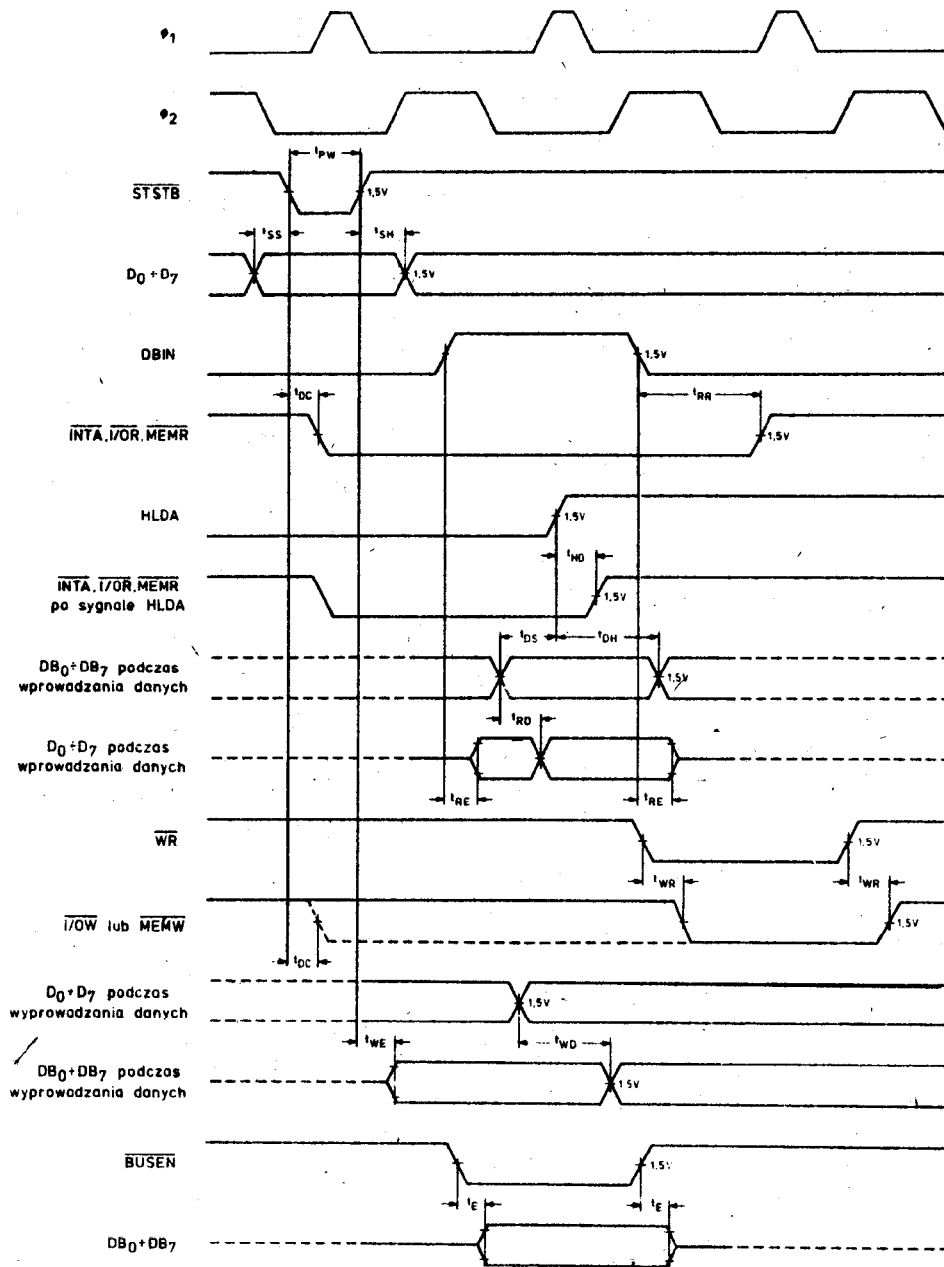 φ1
φ2
tPW
STSTB
1,5V
tSS
tSH
D0÷D7
1,5V
DBIN
1,5V
tDC
tRR
INTA, I/OR, MEMR
1,5V
HLDA
1,5V
tHD
INTA, I/OR, MEMR
po sygnale HLDA
1,5V
tDS
tDH
DB0÷DB7 podczas
wprowadzania danych
1,5V
tRD
D0÷D7 podczas
wprowadzania danych
tRE
tRE
WR
1,5V
tWR
tWR
I/OW lub MEMW
1,5V
tDC
D0÷D7 podczas
wyprowadzania danych
1,5V
tWE
tWD
DB0÷DB7 podczas
wyprowadzania danych
1,5V
BUSEN
1,5V
tE
tE
DB0÷DB7